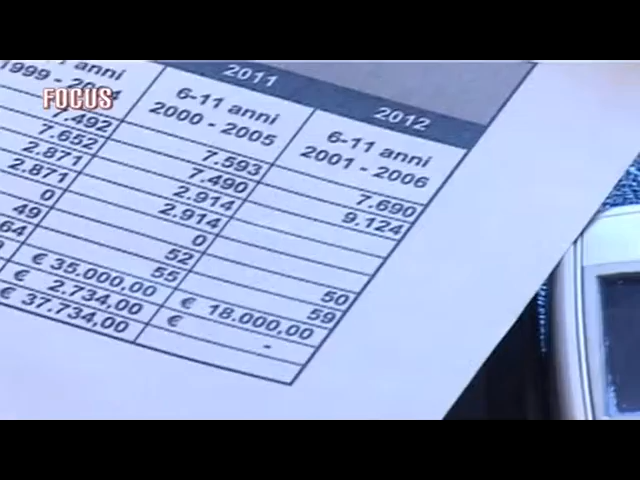 FOCUS
2011 2012
anni 6-11 anni 6-11 anni
1999 - 2000 - 2005 2001 - 2006
7.492 7.593 7.690
7.652 7.490 9.124
2.871 2.914
2.871 2.914
0 0
49 52 50
64 55 59
€ 35.000,00 € 18.000,00
€ 2.734,00 € -
€ 37.734,00